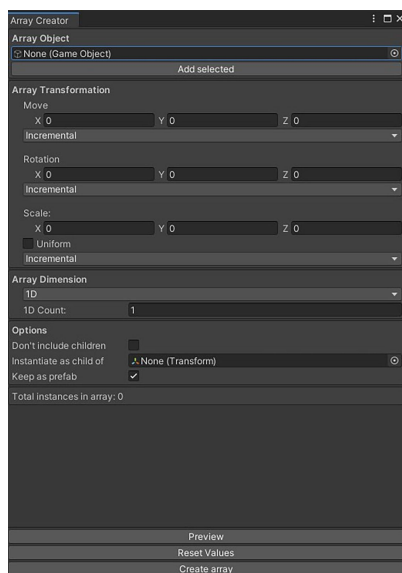 Array Creator
Array Object
None (Game Object)
Add selected
Array Transformation
Move
X 0 Y 0 Z 0
Incremental
Rotation
X 0 Y 0 Z 0
Incremental
Scale:
X 0 Y 0 Z 0
Uniform
Incremental
Array Dimension
1D
1D Count: 1
Options
Don't include children
Instantiate as child of None (Transform)
Keep as prefab
Total instances in array: 0
Preview
Reset Values
Create array